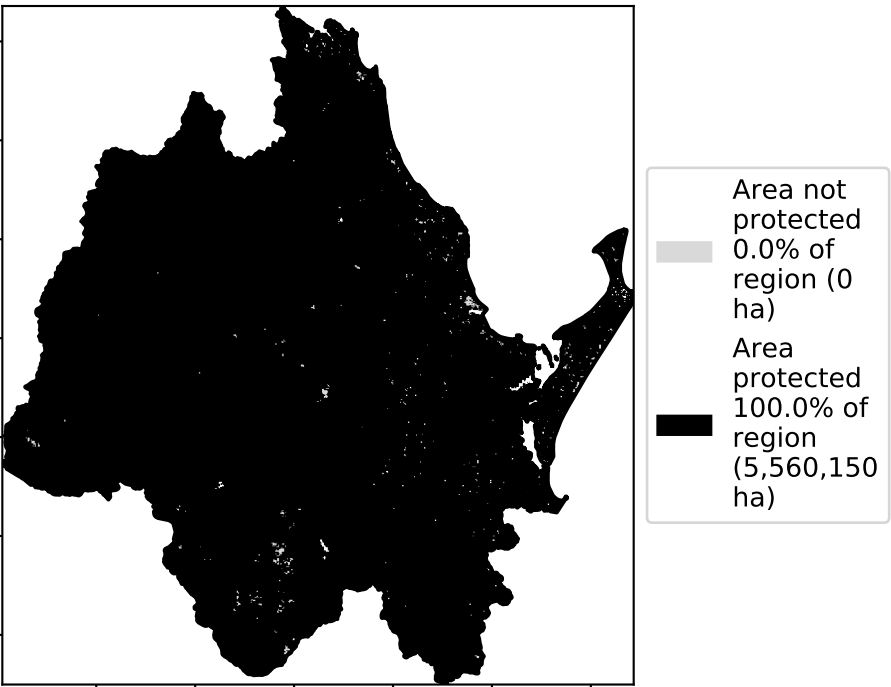 Area not
protected
0.0% of
region (0
ha)
Area
protected
100.0% of
region
(5,560,150
ha)